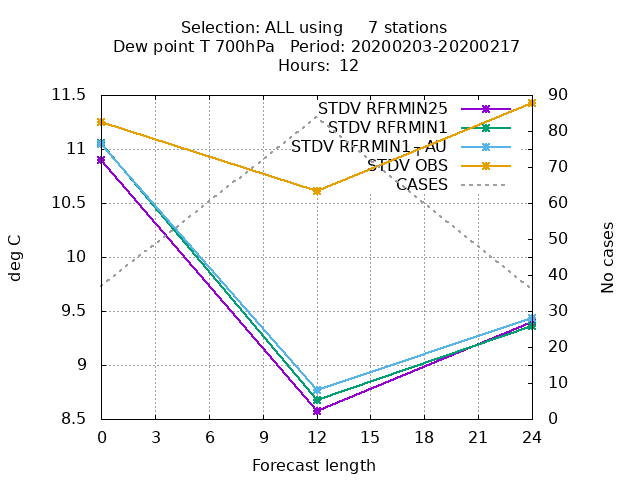 Selection: ALL using     7 stations
Dew point T 700hPa   Period: 20200203-20200217
Hours:  12
11.5
11
10.5
10
9.5
9
8.5
90
80
70
60
50
40
30
20
10
0
STDV RFRMIN25
STDV RFRMIN1
STDV RFRMIN1+AU
STDV OBS
CASES
deg C
No cases
0 3 6 9 12 15 18 21 24
Forecast length